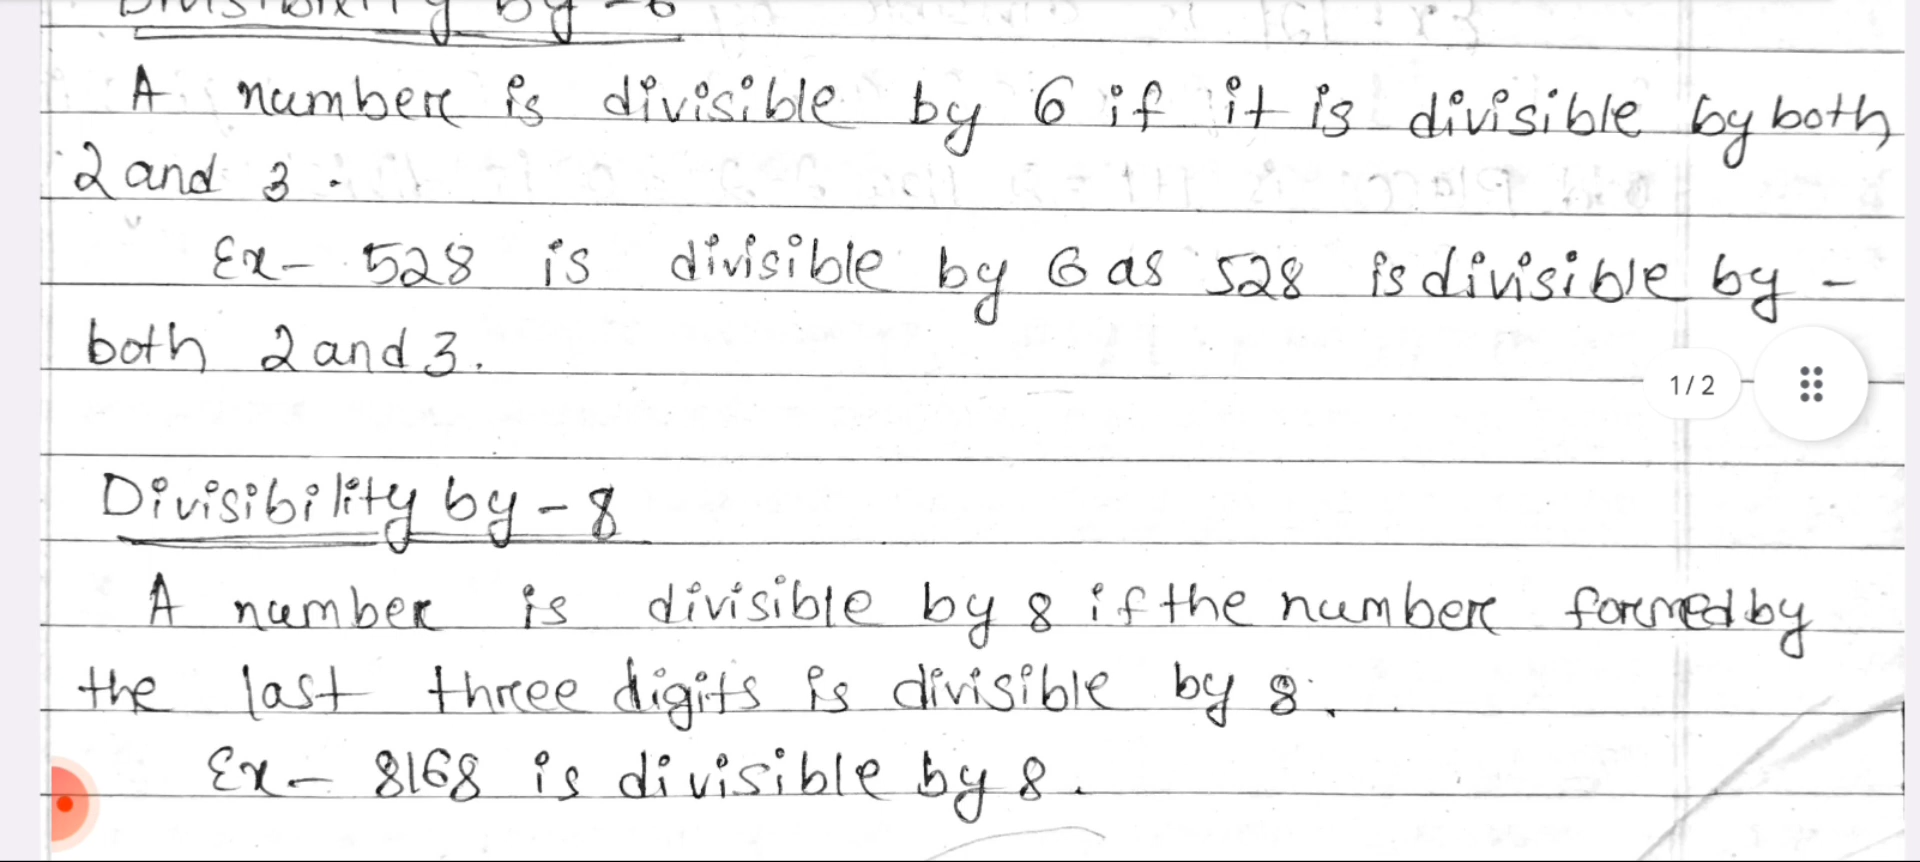 Divisibility by - 6
A number is divisible by 6 if it is divisible by both
2 and 3.
Ex- 528 is divisible by 6 as 528 is divisible by -
both 2 and 3.
1/2
Divisibility by - 8
A number is divisible by 8 if the number formed by
the last three digits is divisible by 8.
Ex- 8168 is divisible by 8.